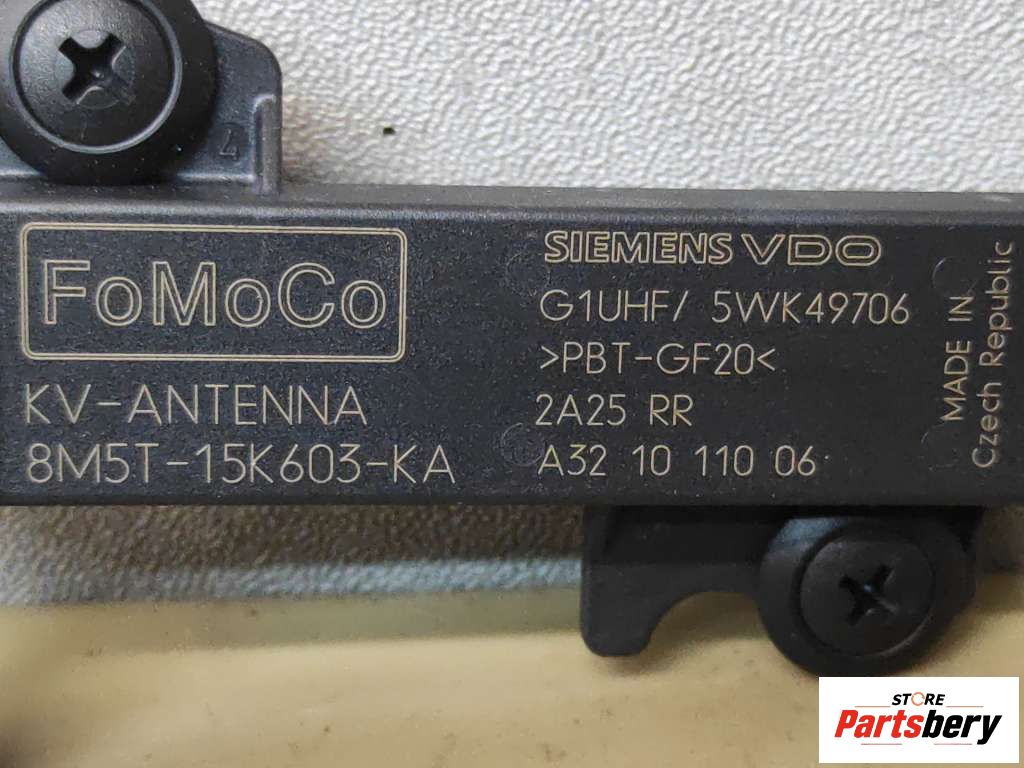 4
FoMoCo
KV-ANTENNA
8M5T-15K603-KA
SIEMENS VDO
G1UHF/ 5WK49706
>PBT-GF20<
2A25 RR
A32 10 110 06
MADE IN
Czech Republic
STORE
Partsbery